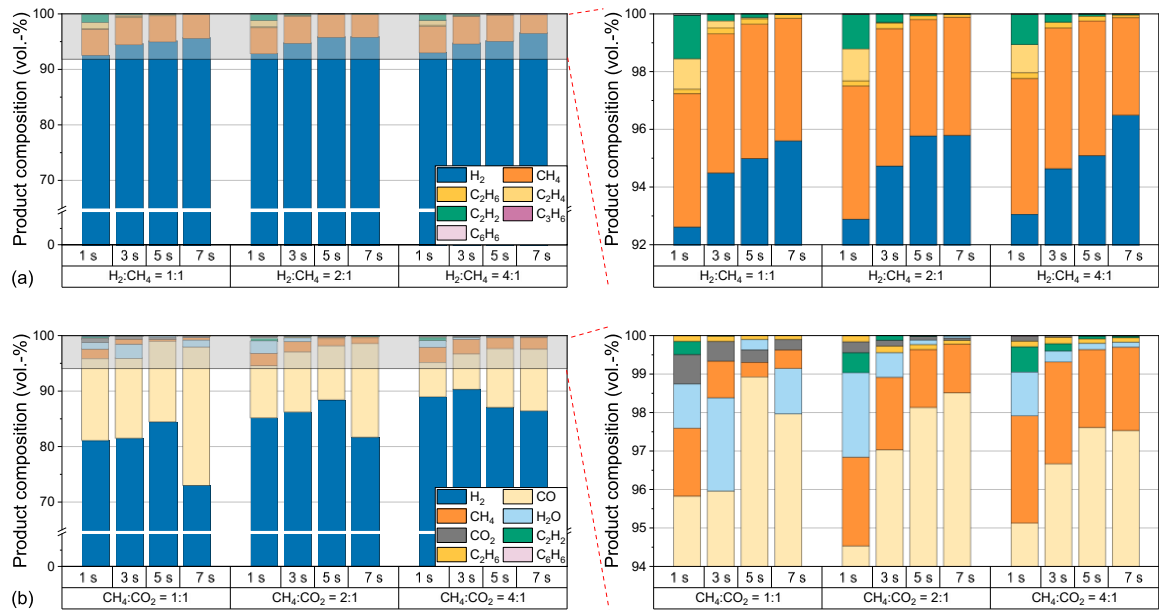 Product composition (vol.-%)
100
90
80
70
0
H₂
CH₄
C₂H₆
C₂H₄
C₂H₂
C₃H₆
C₆H₆
1 s
3 s
5 s
7 s
1 s
3 s
5 s
7 s
1 s
3 s
5 s
7 s
(a)
H₂:CH₄ = 1:1
H₂:CH₄ = 2:1
H₂:CH₄ = 4:1
Product composition (vol.-%)
100
98
96
94
92
1 s
3 s
5 s
7 s
1 s
3 s
5 s
7 s
1 s
3 s
5 s
7 s
H₂:CH₄ = 1:1
H₂:CH₄ = 2:1
H₂:CH₄ = 4:1
Product composition (vol.-%)
100
90
80
70
0
H₂
CO
CH₄
H₂O
CO₂
C₂H₂
C₂H₆
C₆H₆
1 s
3 s
5 s
7 s
1 s
3 s
5 s
7 s
1 s
3 s
5 s
7 s
(b)
CH₄:CO₂ = 1:1
CH₄:CO₂ = 2:1
CH₄:CO₂ = 4:1
Product composition (vol.-%)
100
99
98
97
96
95
94
1 s
3 s
5 s
7 s
1 s
3 s
5 s
7 s
1 s
3 s
5 s
7 s
CH₄:CO₂ = 1:1
CH₄:CO₂ = 2:1
CH₄:CO₂ = 4:1